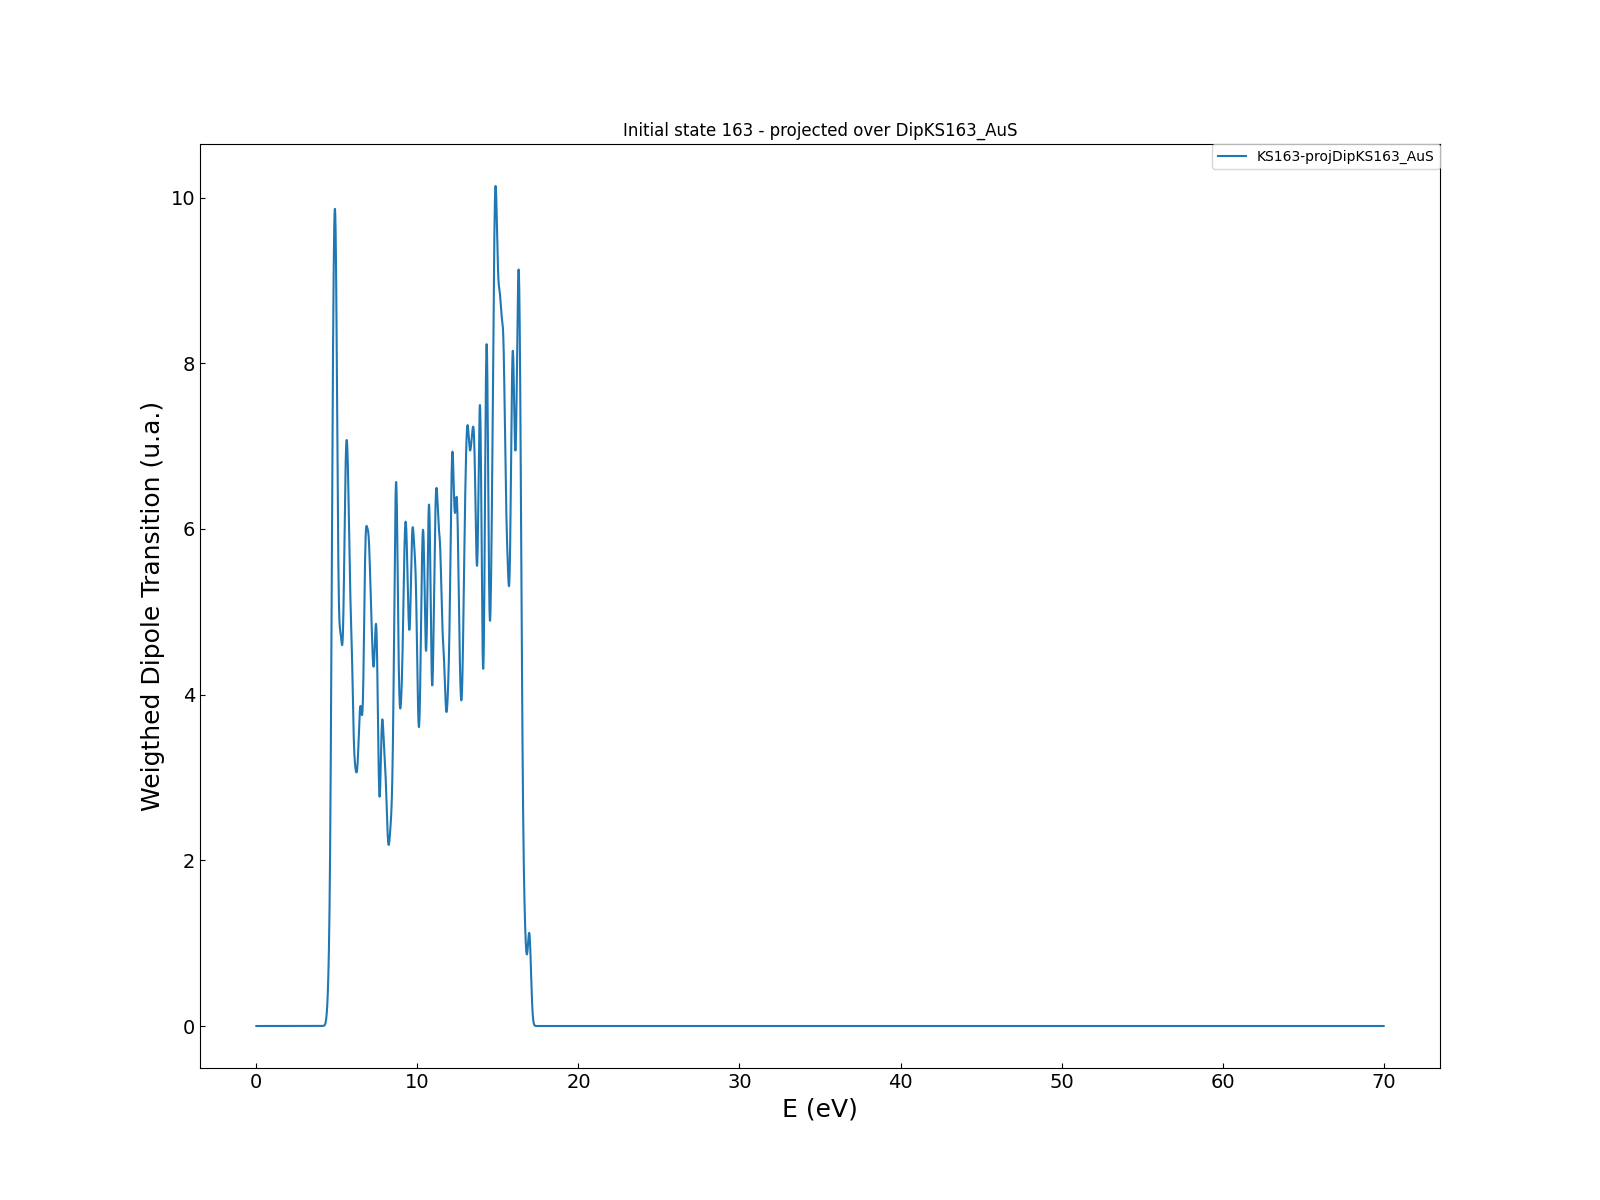 Initial state 163 - projected over DipKS163_AuS
KS163-projDipKS163_AuS
Weigthed Dipole Transition (u.a.)
10
8
6
4
2
0
0 10 20 30 40 50 60 70
E (eV)